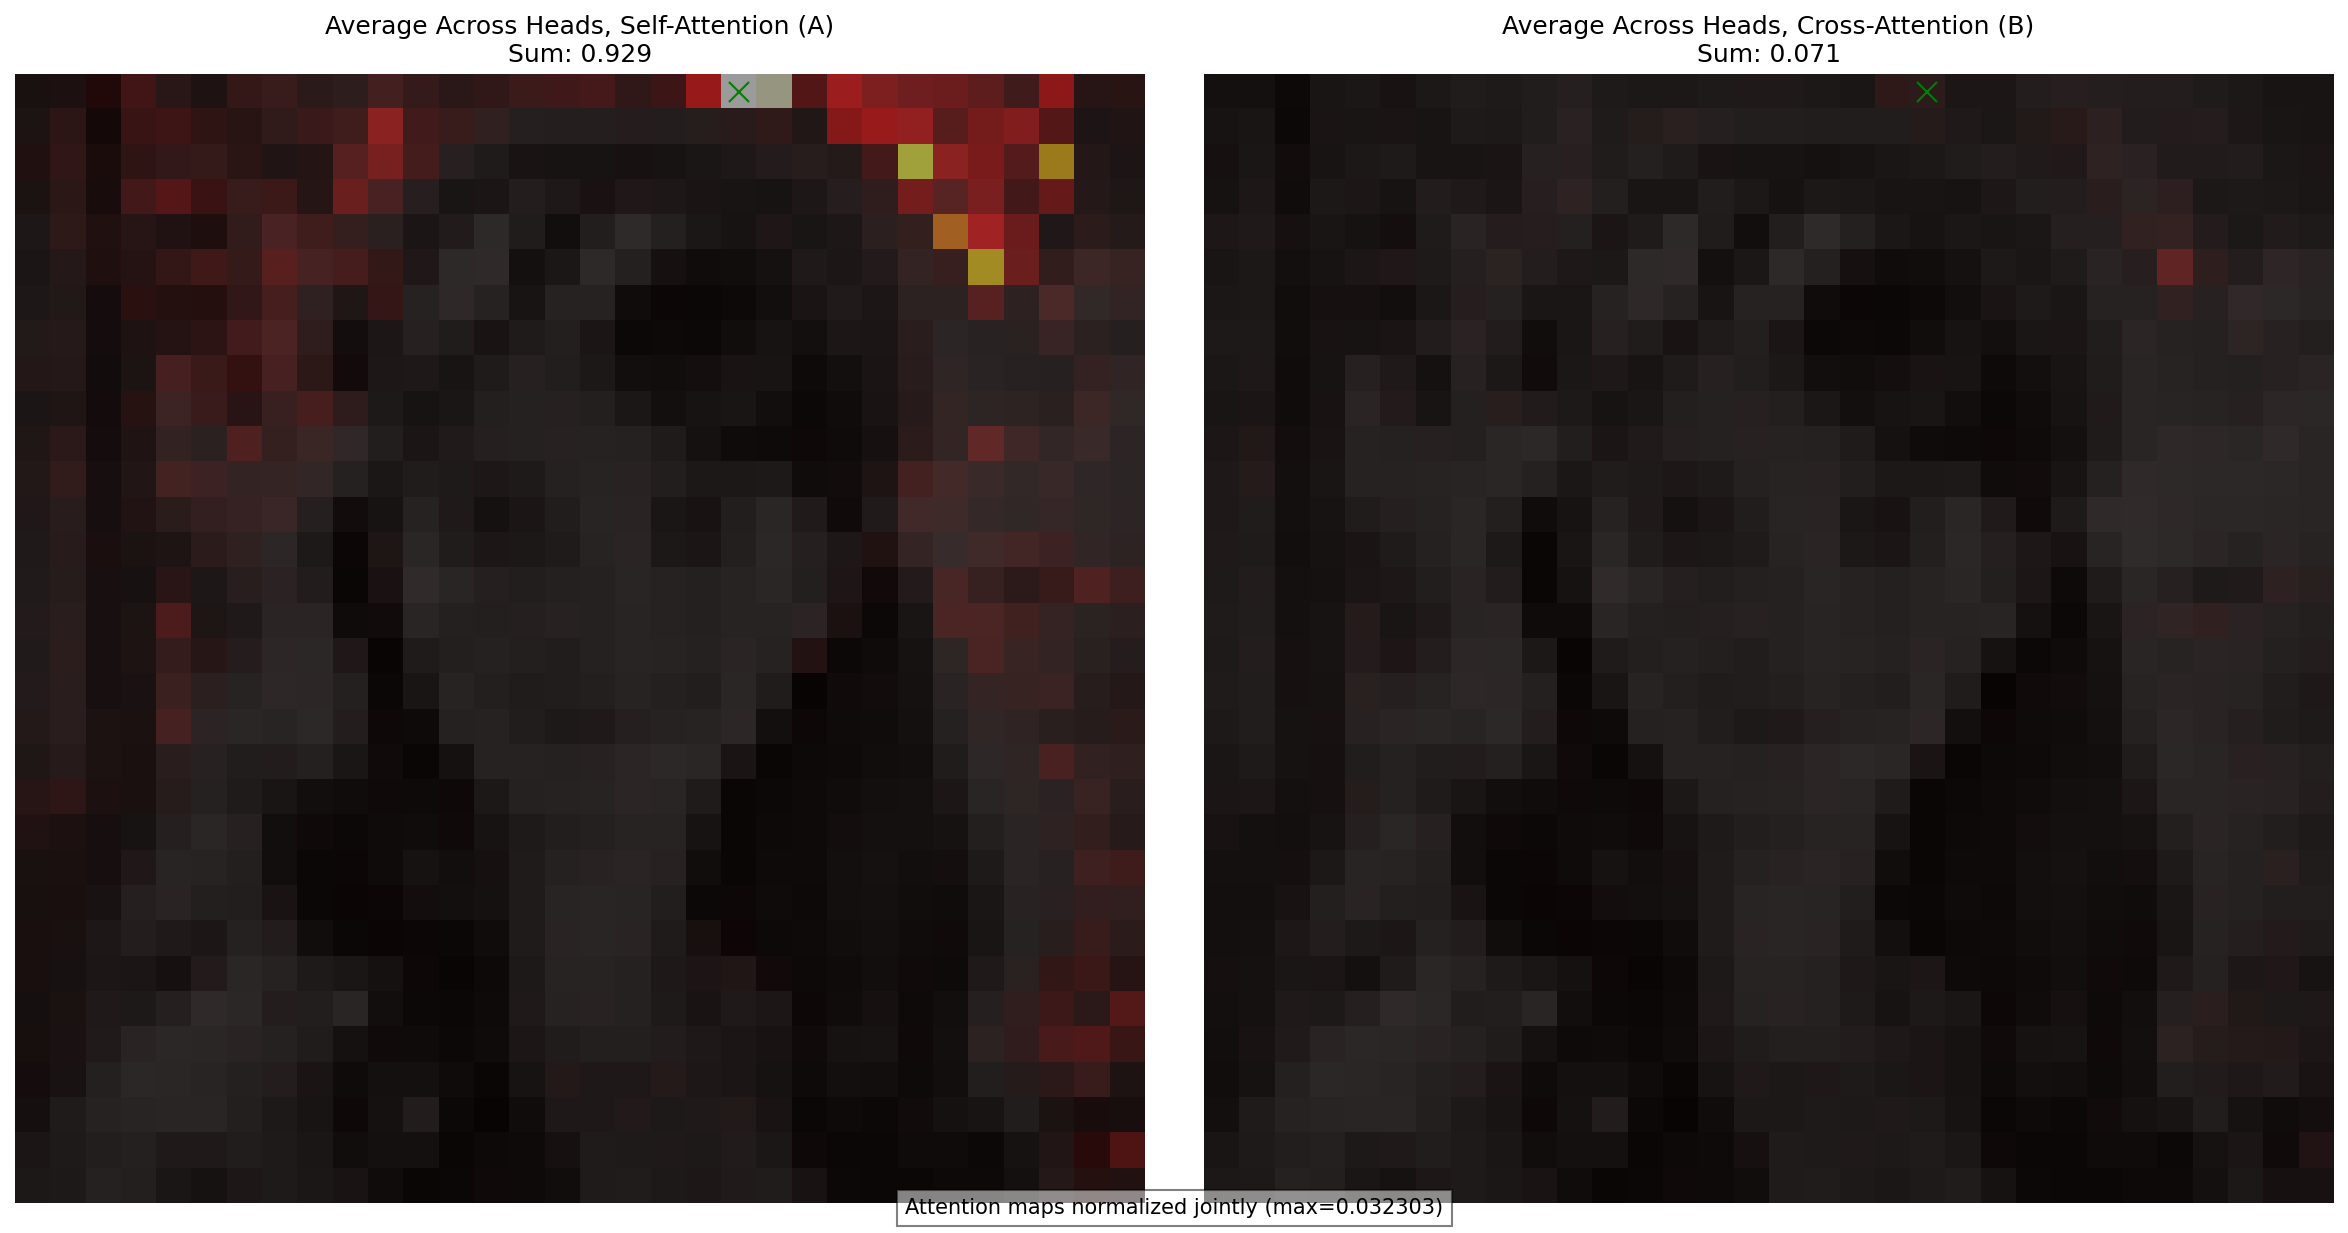 Average Across Heads, Self-Attention (A)
Sum: 0.929
Average Across Heads, Cross-Attention (B)
Sum: 0.071
Attention maps normalized jointly (max=0.032303)